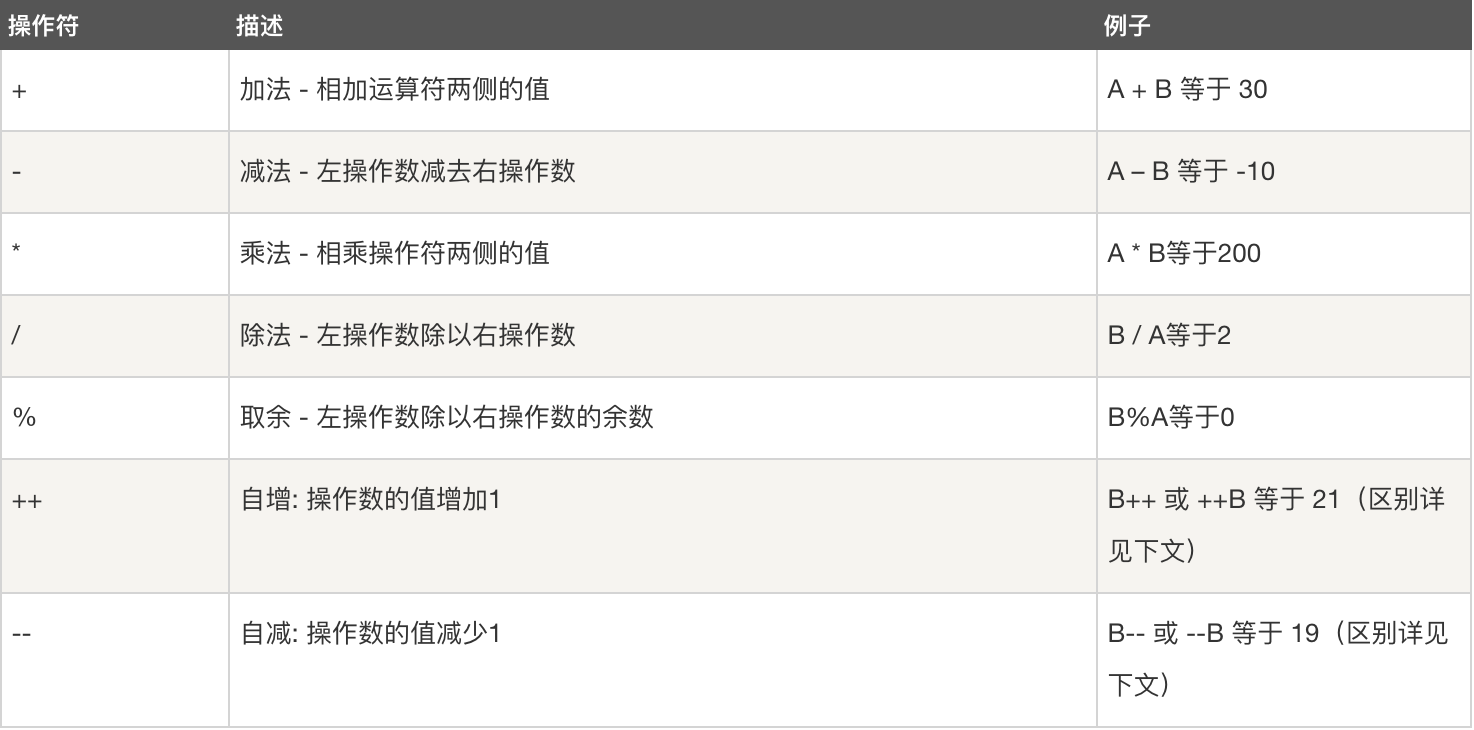 操作符 描述 例子
+ 加法 - 相加运算符两侧的值 A + B 等于 30
- 减法 - 左操作数减去右操作数 A – B 等于 -10
* 乘法 - 相乘操作符两侧的值 A * B等于200
/ 除法 - 左操作数除以右操作数 B / A等于2
% 取余 - 左操作数除以右操作数的余数 B%A等于0
++ 自增: 操作数的值增加1 B++ 或 ++B 等于 21（区别详
见下文）
-- 自减: 操作数的值减少1 B-- 或 --B 等于 19（区别详见
下文）